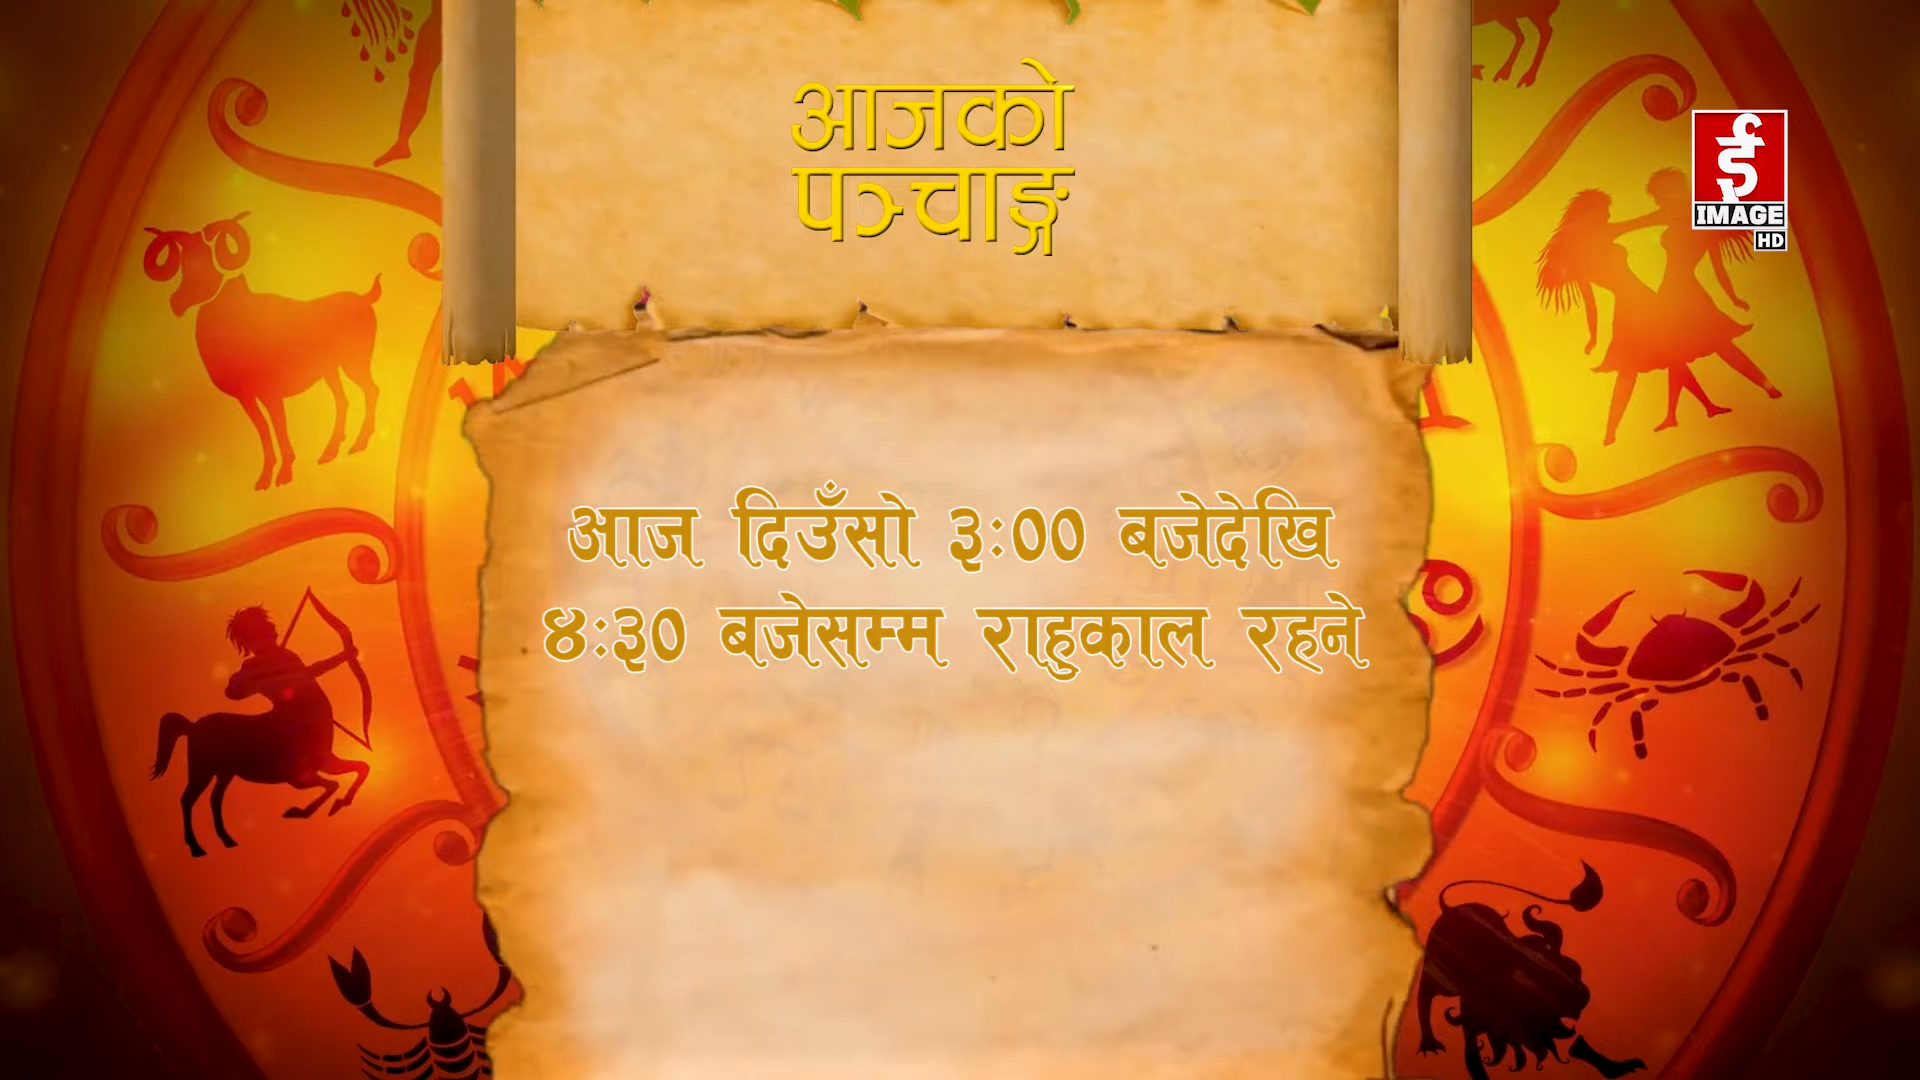 आजको
पञ्चाङ्ग
IMAGE
HD
आज दिउँसो ३:०० बजेदेखि
४:३० बजेसम्म राहुकाल रहने